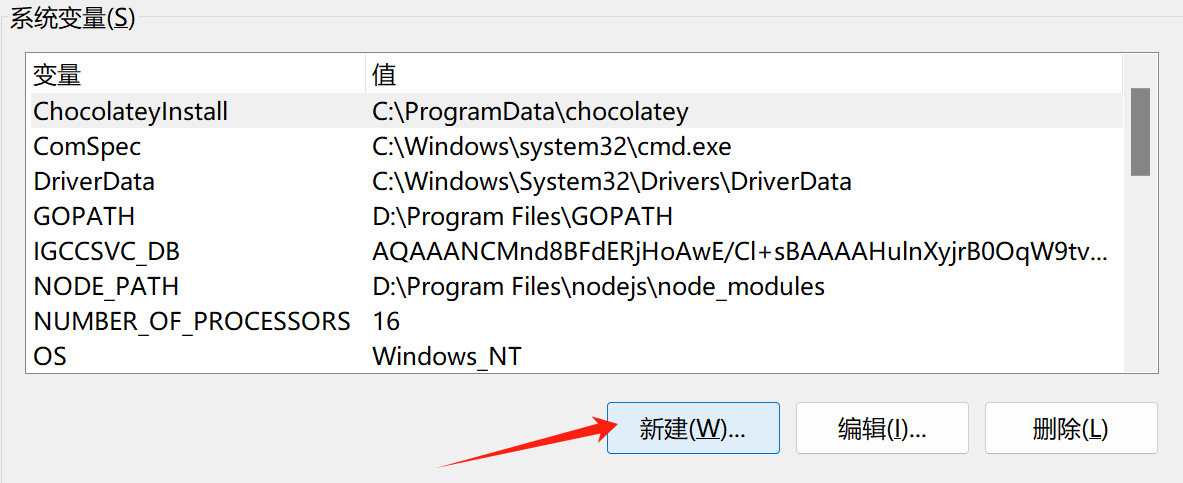 系统变量(S)
变量 值
ChocolateyInstall C:\ProgramData\chocolatey
ComSpec C:\Windows\system32\cmd.exe
DriverData C:\Windows\System32\Drivers\DriverData
GOPATH D:\Program Files\GOPATH
IGCCSVC_DB AQAAANCMnd8BFdERjHoAwE/Cl+sBAAAAHulnXyjrB0OqW9tv...
NODE_PATH D:\Program Files\nodejs\node_modules
NUMBER_OF_PROCESSORS 16
OS Windows_NT
新建(W)... 编辑(I)... 删除(L)